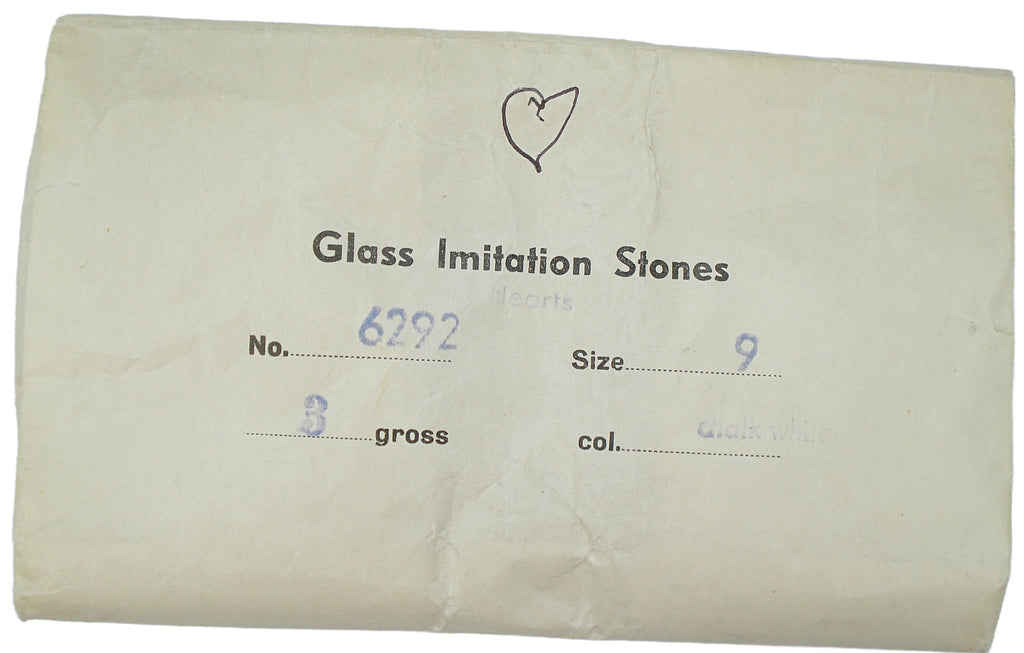 Glass Imitation Stones
Hearts
No. 6292
Size 9
3 gross
col. chalk white